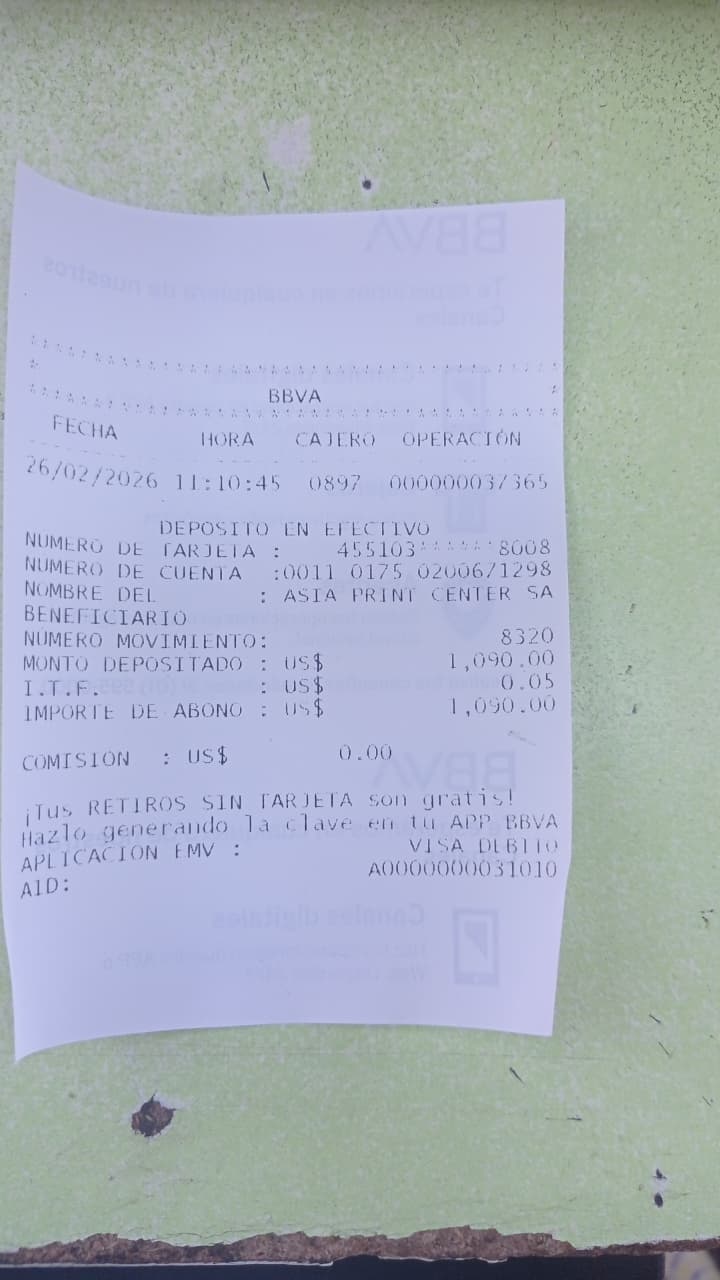 BBVA
FECHA HORA CAJERO OPERACIÓN
26/02/2026 11:10:45 0897 000000037365
DEPOSITO EN EFECTIVO
NUMERO DE TARJETA : 455103******8008
NUMERO DE CUENTA :0011 0175 0200671298
NOMBRE DEL : ASIA PRINT CENTER SA
BENEFICIARIO
NÚMERO MOVIMIENTO: 8320
MONTO DEPOSITADO : US$ 1,090.00
I.T.F. : US$ 0.05
IMPORTE DE ABONO : US$ 1,090.00
COMISION : US$ 0.00
¡Tus RETIROS SIN TARJETA son gratis!
Hazlo generando la clave en tu APP BBVA
APLICACION EMV : VISA DEBITO
AID: A0000000031010